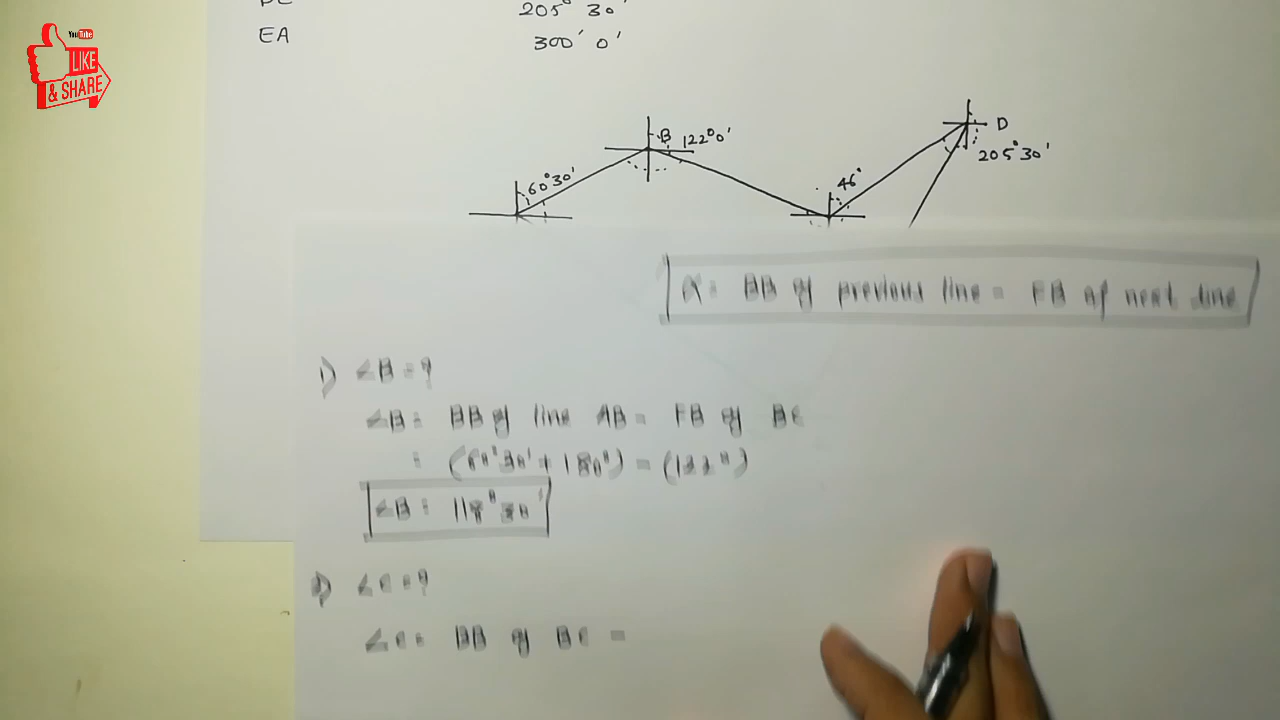 205° 30'
EA 300' 0'
YouTube
LIKE
& SHARE
B 122°0'
60°30'
46°
D
205°30'
BB of previous line - FB of next line
1) ∠B = ?
∠B = BB of line AB - FB of BC
= (60°30' + 180°) - (122°)
∠B = 118°30'
∠C = ?
∠C = BB of BC -